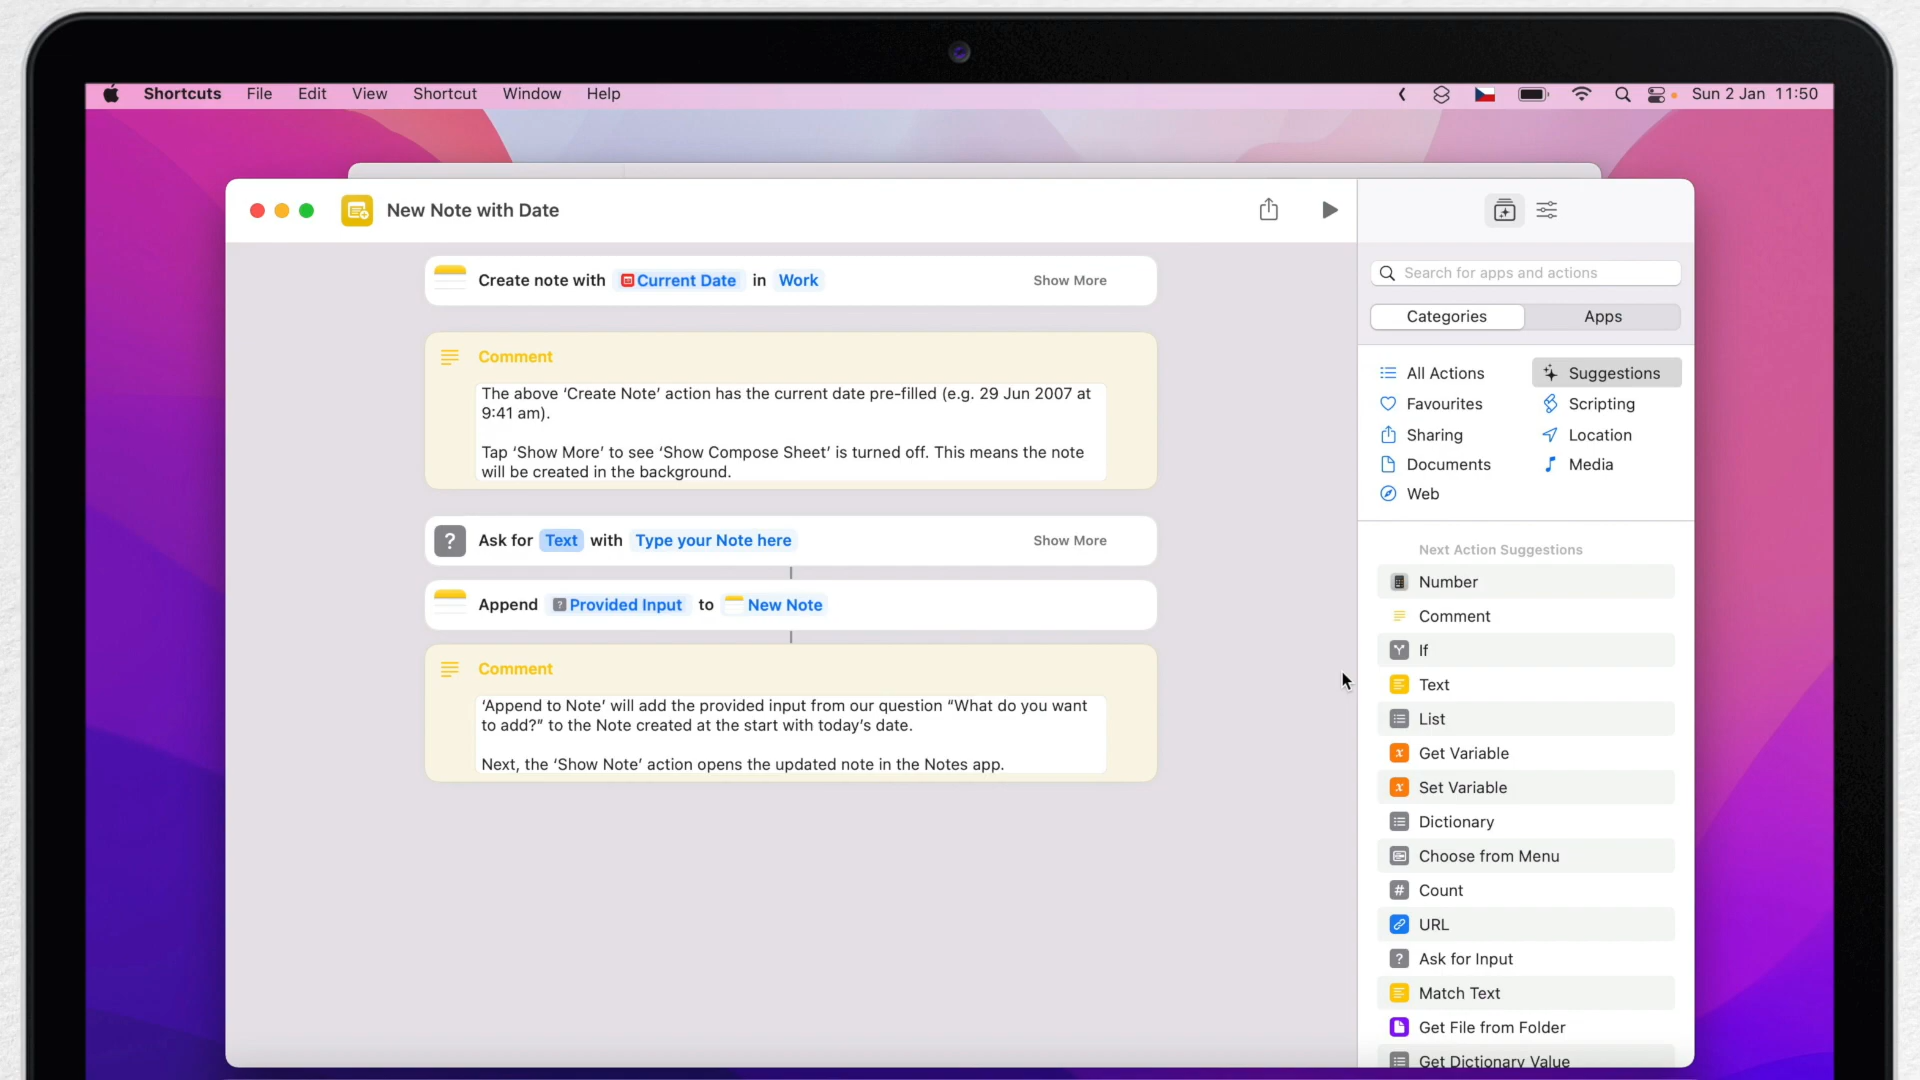 Shortcuts File Edit View Shortcut Window Help Sun 2 Jan 11:50
New Note with Date
Create note with Current Date in Work Show More
Comment
The above ‘Create Note’ action has the current date pre-filled (e.g. 29 Jun 2007 at
9:41 am).
Tap ‘Show More’ to see ‘Show Compose Sheet’ is turned off. This means the note
will be created in the background.
Ask for Text with Type your Note here Show More
Append Provided Input to New Note
Comment
‘Append to Note’ will add the provided input from our question “What do you want
to add?” to the Note created at the start with today’s date.
Next, the ‘Show Note’ action opens the updated note in the Notes app.
Search for apps and actions
Categories Apps
All Actions Suggestions
Favourites Scripting
Sharing Location
Documents Media
Web
Next Action Suggestions
Number
Comment
If
Text
List
Get Variable
Set Variable
Dictionary
Choose from Menu
Count
URL
Ask for Input
Match Text
Get File from Folder
Get Dictionary Value